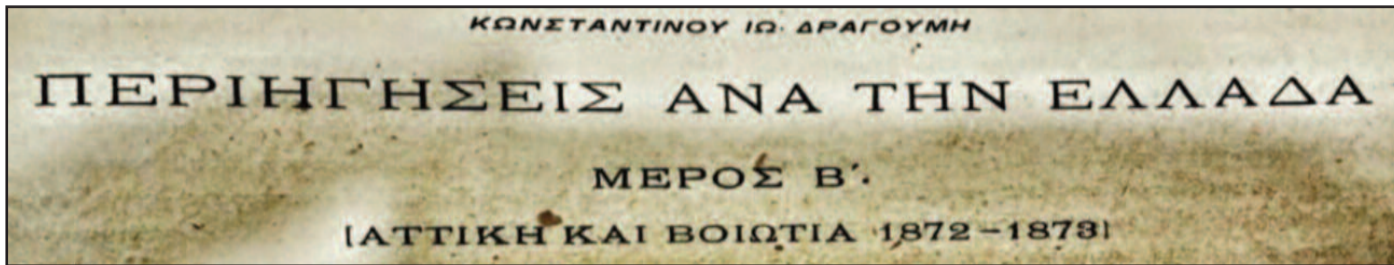 ΚΩΝΣΤΑΝΤΙΝΟΥ ΙΩ. ΔΡΑΓΟΥΜΗ
ΠΕΡΙΗΓΗΣΕΙΣ ΑΝΑ ΤΗΝ ΕΛΛΑΔΑ
ΜΕΡΟΣ Β΄.
(ΑΤΤΙΚΗ ΚΑΙ ΒΟΙΩΤΙΑ 1872–1873)